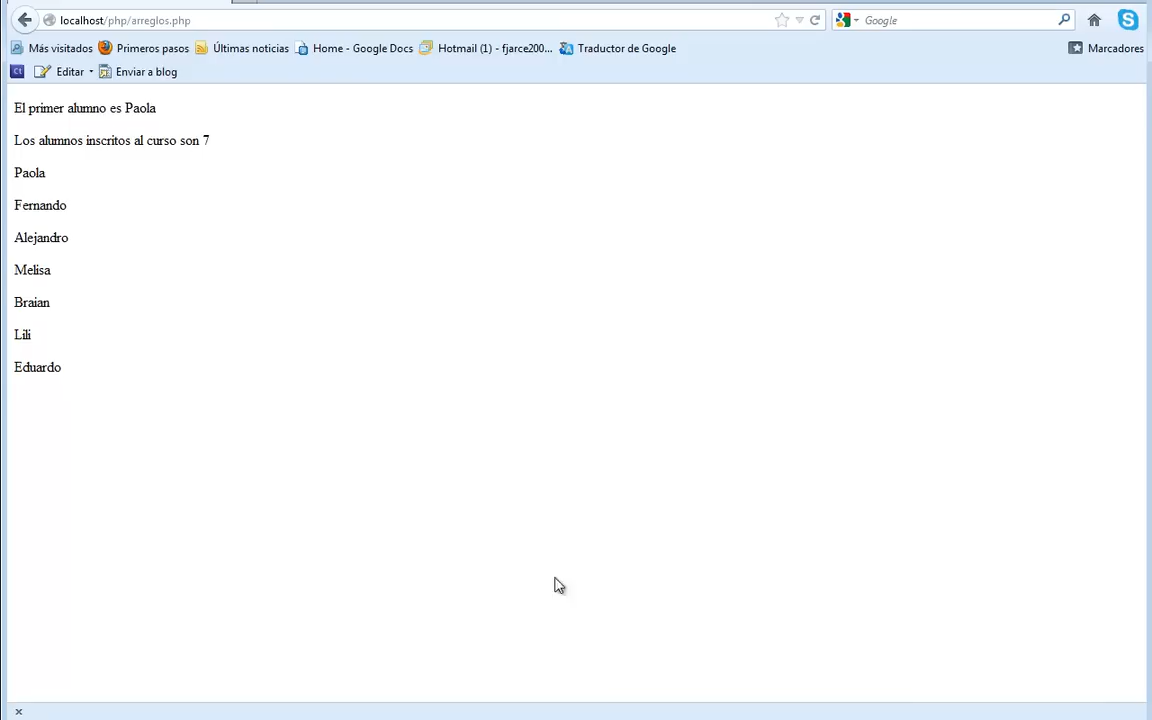 localhost/php/arreglos.php
Google
Más visitados Primeros pasos Últimas noticias Home - Google Docs Hotmail (1) - fjarce200... Traductor de Google Marcadores
Ct Editar Enviar a blog
El primer alumno es Paola
Los alumnos inscritos al curso son 7
Paola
Fernando
Alejandro
Melisa
Braian
Lili
Eduardo